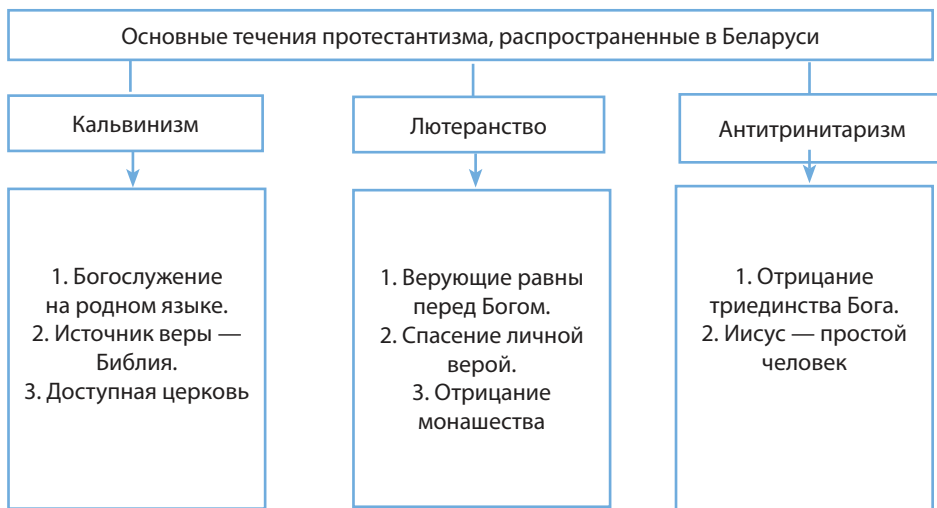 Основные течения протестантизма, распространенные в Беларуси
Кальвинизм
1. Богослужение
на родном языке.
2. Источник веры —
Библия.
3. Доступная церковь
Лютеранство
1. Верующие равны
перед Богом.
2. Спасение личной
верой.
3. Отрицание
монашества
Антитринитаризм
1. Отрицание
триединства Бога.
2. Иисус — простой
человек